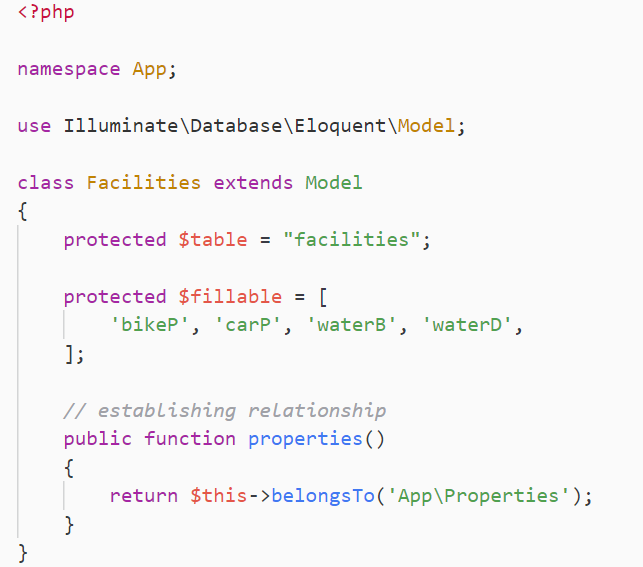 <?php
namespace App;
use Illuminate\Database\Eloquent\Model;
class Facilities extends Model
{
protected $table = "facilities";
protected $fillable = [
'bikeP', 'carP', 'waterB', 'waterD',
];
// establishing relationship
public function properties()
{
return $this->belongsTo('App\Properties');
}
}